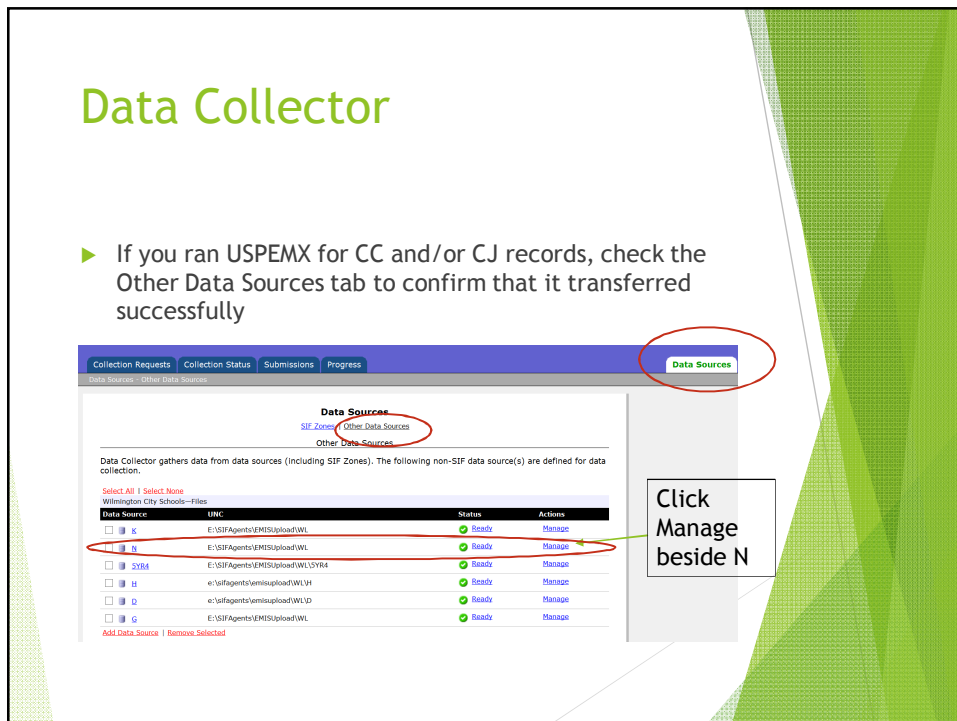 Data Collector
If you ran USPEMX for CC and/or CJ records, check the
Other Data Sources tab to confirm that it transferred
successfully
Collection Requests Collection Status Submissions Progress Data Sources
Data Sources - Other Data Sources
Data Sources
SIF Zones | Other Data Sources
Other Data Sources
Data Collector gathers data from data sources (including SIF Zones). The following non-SIF data source(s) are defined for data
collection.
Select All | Select None
Wilmington City Schools—Files
Data Source UNC Status Actions
K E:\SIFAgents\EMISUpload\WL Ready Manage
N E:\SIFAgents\EMISUpload\WL Ready Manage
5YR4 E:\SIFAgents\EMISUpload\WL\5YR4 Ready Manage
H e:\sifagents\emisupload\WL\H Ready Manage
D e:\sifagents\emisupload\WL\D Ready Manage
G E:\SIFAgents\EMISUpload\WL Ready Manage
Add Data Source | Remove Selected
Click
Manage
beside N